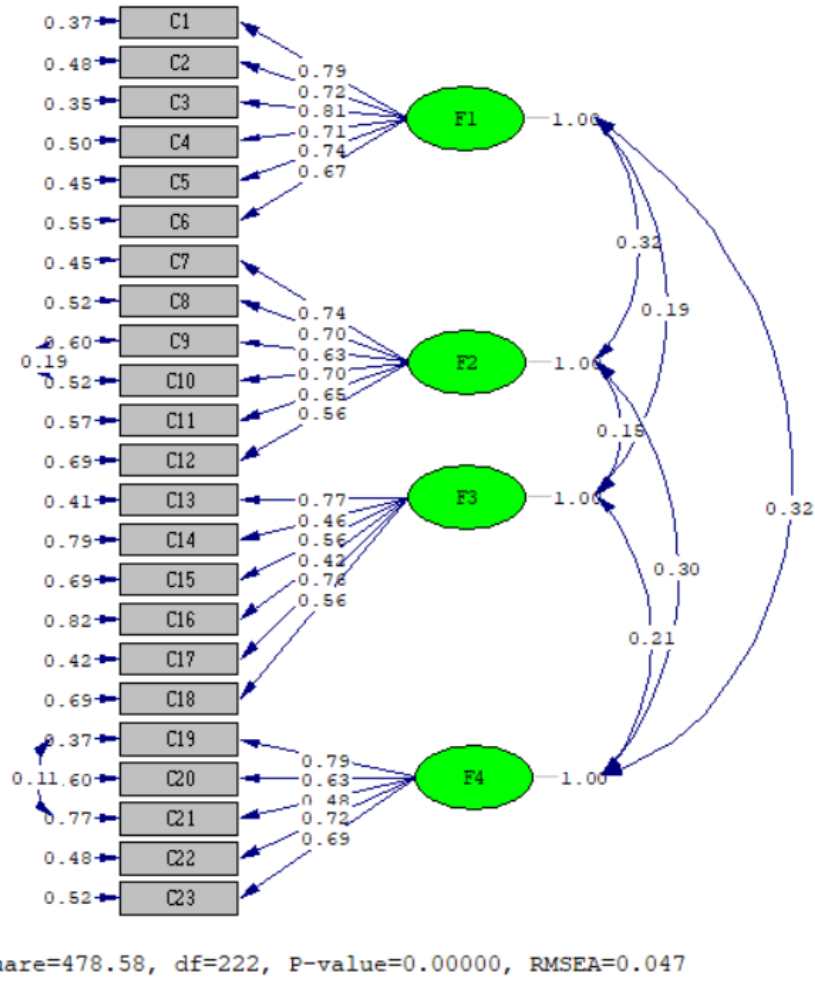 0.37 C1
0.79
0.48 C2
0.72
0.35 C3
0.81
F1 1.00
0.50 C4
0.71
0.74
0.45 C5
0.67
0.55 C6
0.32
0.45 C7
0.52 C8
0.74
0.19
0.70
0.60 C9
0.63
0.19
F2 1.00
0.70
0.52 C10
0.65
0.56
0.57 C11
0.69 C12
0.41 C13
0.77
F3 1.00
0.46
0.79 C14
0.56
0.42
0.69 C15
0.76
0.32
0.30
0.56
0.82 C16
0.21
0.42 C17
0.69 C18
0.37 C19
0.79
0.11 .60 C20
0.63
F4 1.00
0.48
0.77 C21
0.72
0.69
0.48 C22
0.52 C23
uare=478.58, df=222, P-value=0.00000, RMSEA=0.047